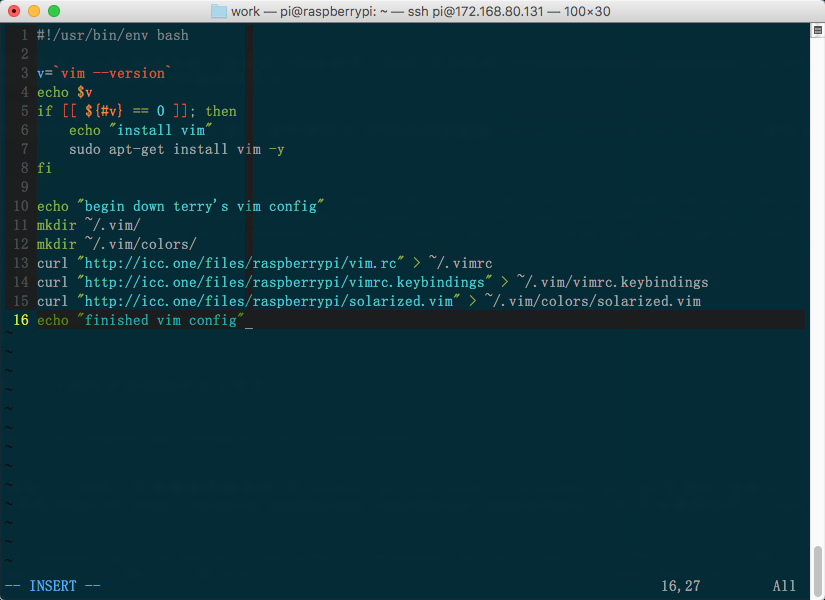 work — pi@raspberrypi: ~ — ssh pi@172.168.80.131 — 100×30
1 #!/usr/bin/env bash
2
3 v=`vim --version`
4 echo $v
5 if [[ ${#v} == 0 ]]; then
6     echo "install vim"
7     sudo apt-get install vim -y
8 fi
9
10 echo "begin down terry's vim config"
11 mkdir ~/.vim/
12 mkdir ~/.vim/colors/
13 curl "http://icc.one/files/raspberrypi/vim.rc" > ~/.vimrc
14 curl "http://icc.one/files/raspberrypi/vimrc.keybindings" > ~/.vim/vimrc.keybindings
15 curl "http://icc.one/files/raspberrypi/solarized.vim" > ~/.vim/colors/solarized.vim
16 echo "finished vim config"_
~
~
~
~
~
~
~
~
~
~
~
~
~
-- INSERT -- 16,27 All